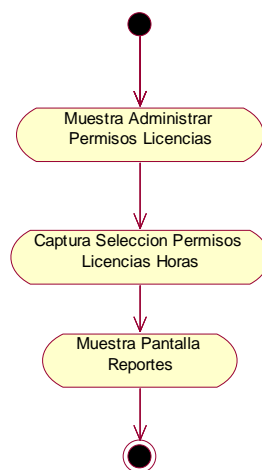 Muestra Administrar
Permisos Licencias
Captura Seleccion Permisos
Licencias Horas
Muestra Pantalla
Reportes